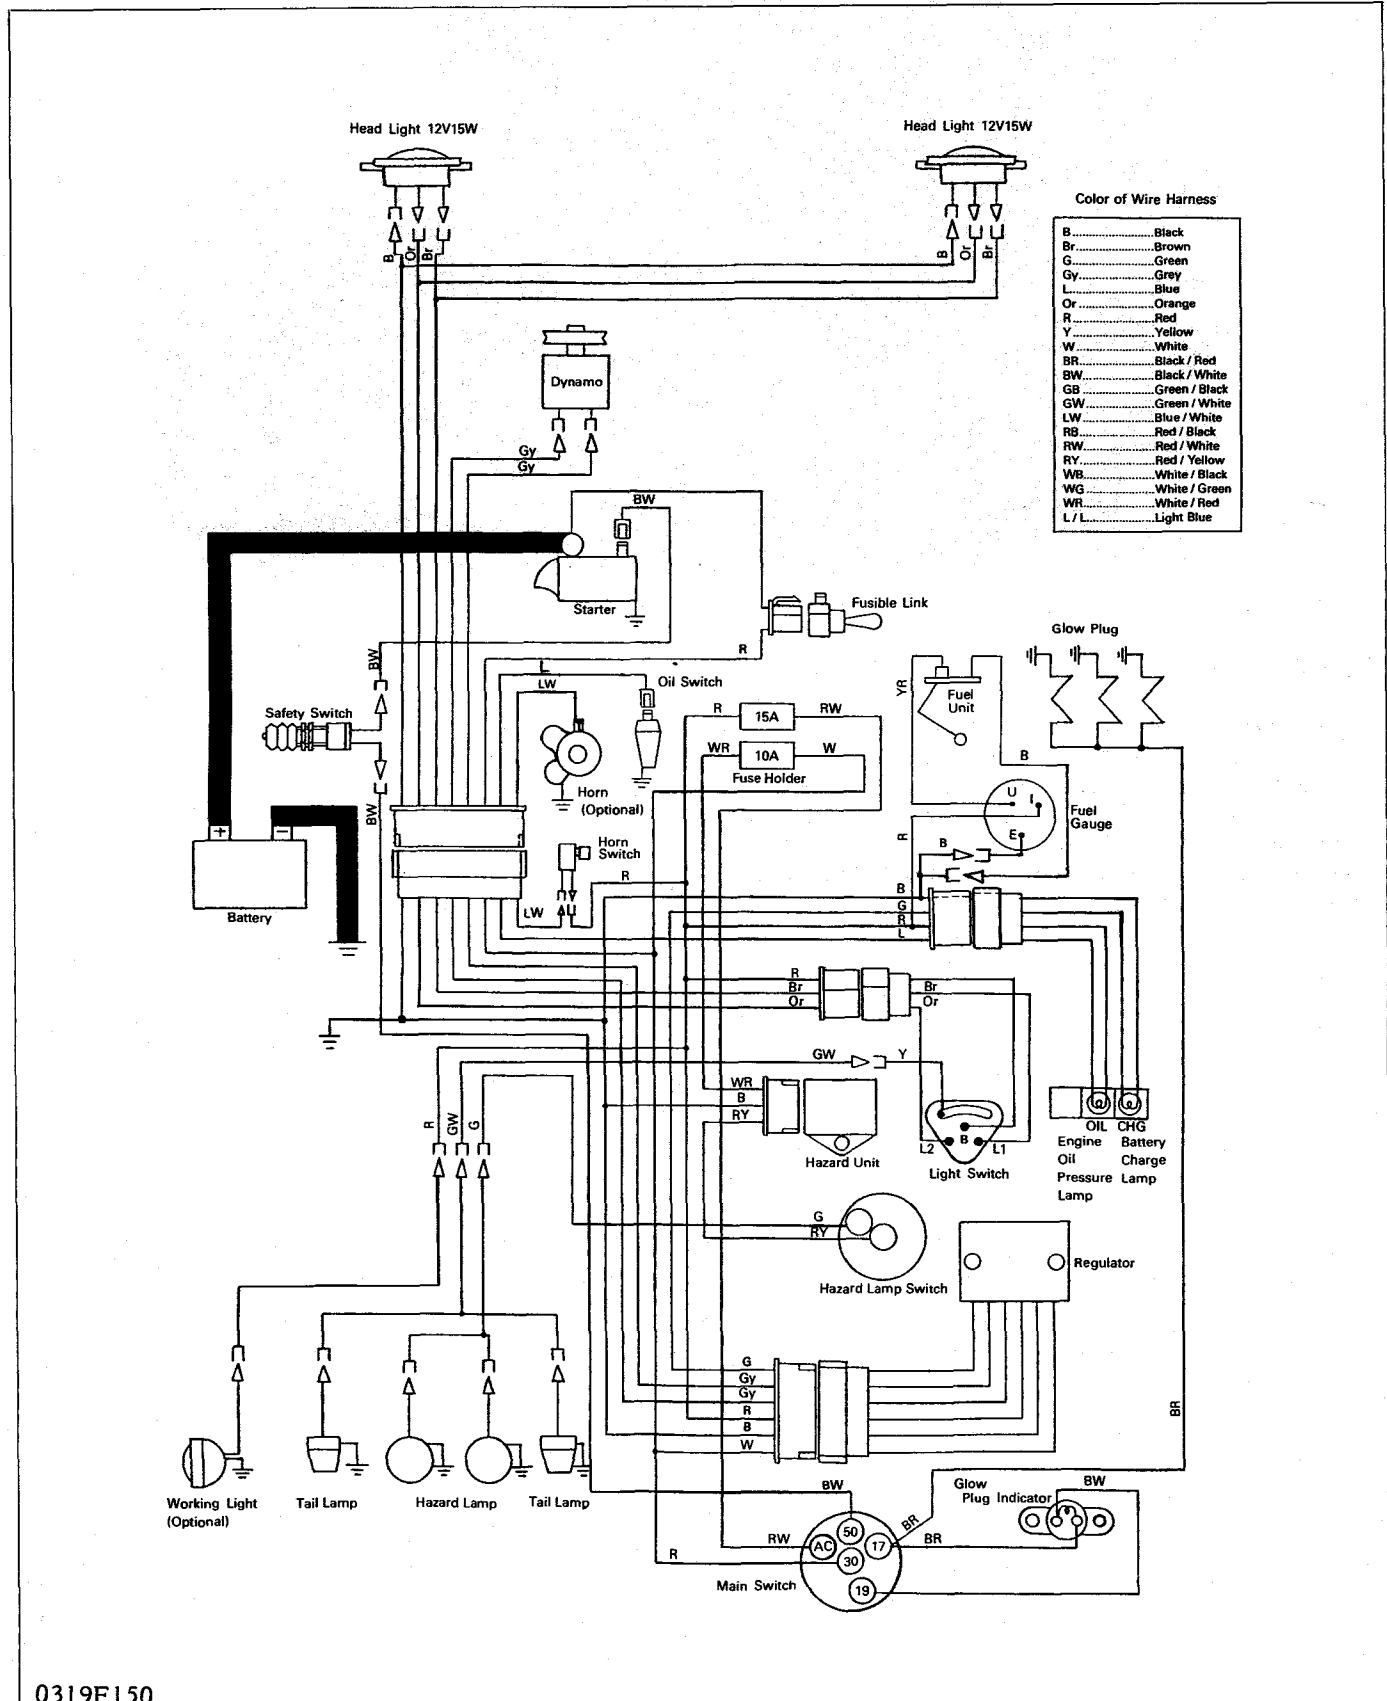 Head Light 12V15W
Head Light 12V15W
B
Or
Br
B
Or
Br
Color of Wire Harness
B..........Black
Br..........Brown
G..........Green
Gy..........Grey
L..........Blue
Or..........Orange
R..........Red
Y..........Yellow
W..........White
BR..........Black / Red
BW..........Black / White
GB..........Green / Black
GW..........Green / White
LW..........Blue / White
RB..........Red / Black
RW..........Red / White
RY..........Red / Yellow
WB..........White / Black
WG..........White / Green
WR..........White / Red
L / L..........Light Blue
Dynamo
Gy
Gy
BW
Starter
Fusible Link
Glow Plug
BW
R
L
LW
Oil Switch
YR
Fuel
Unit
Safety Switch
R
15A
RW
WR
10A
W
Fuse Holder
B
Horn
(Optional)
U
I
E
Fuel
Gauge
BW
+
−
Battery
Horn
Switch
R
B
R
LW
B
G
R
L
R
Br
Or
Br
Or
GW
Y
WR
B
RY
Hazard Unit
R
GW
G
L2
B
L1
Light Switch
OIL
CHG
Engine
Oil
Pressure
Lamp
Battery
Charge
Lamp
G
RY
Hazard Lamp Switch
Regulator
G
Gy
Gy
R
B
W
BR
Working Light
(Optional)
Tail Lamp
Hazard Lamp
Tail Lamp
BW
Glow
Plug Indicator
BW
BR
RW
AC
50
17
BR
R
30
19
Main Switch
0319F150